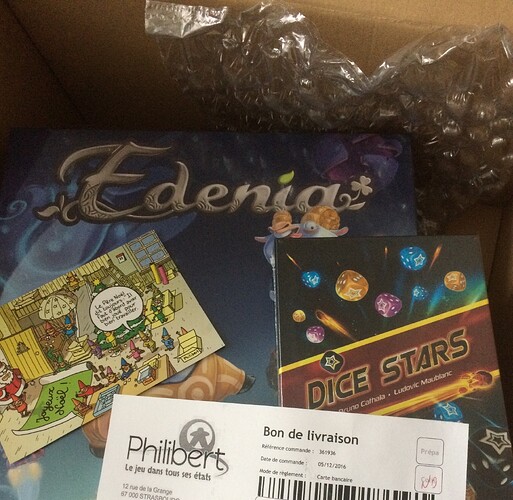 Edenia
DICE STARS
Bruno Cathala • Ludovic Maublanc
Joyeux
Noël !
Philibert
Le jeu dans tous ses états
12 rue de la Grange
67 000 STRASBOURG
Bon de livraison
Référence commande : 361936
Date de commande : 05/12/2016
Mode de règlement : Carte bancaire
Prépa